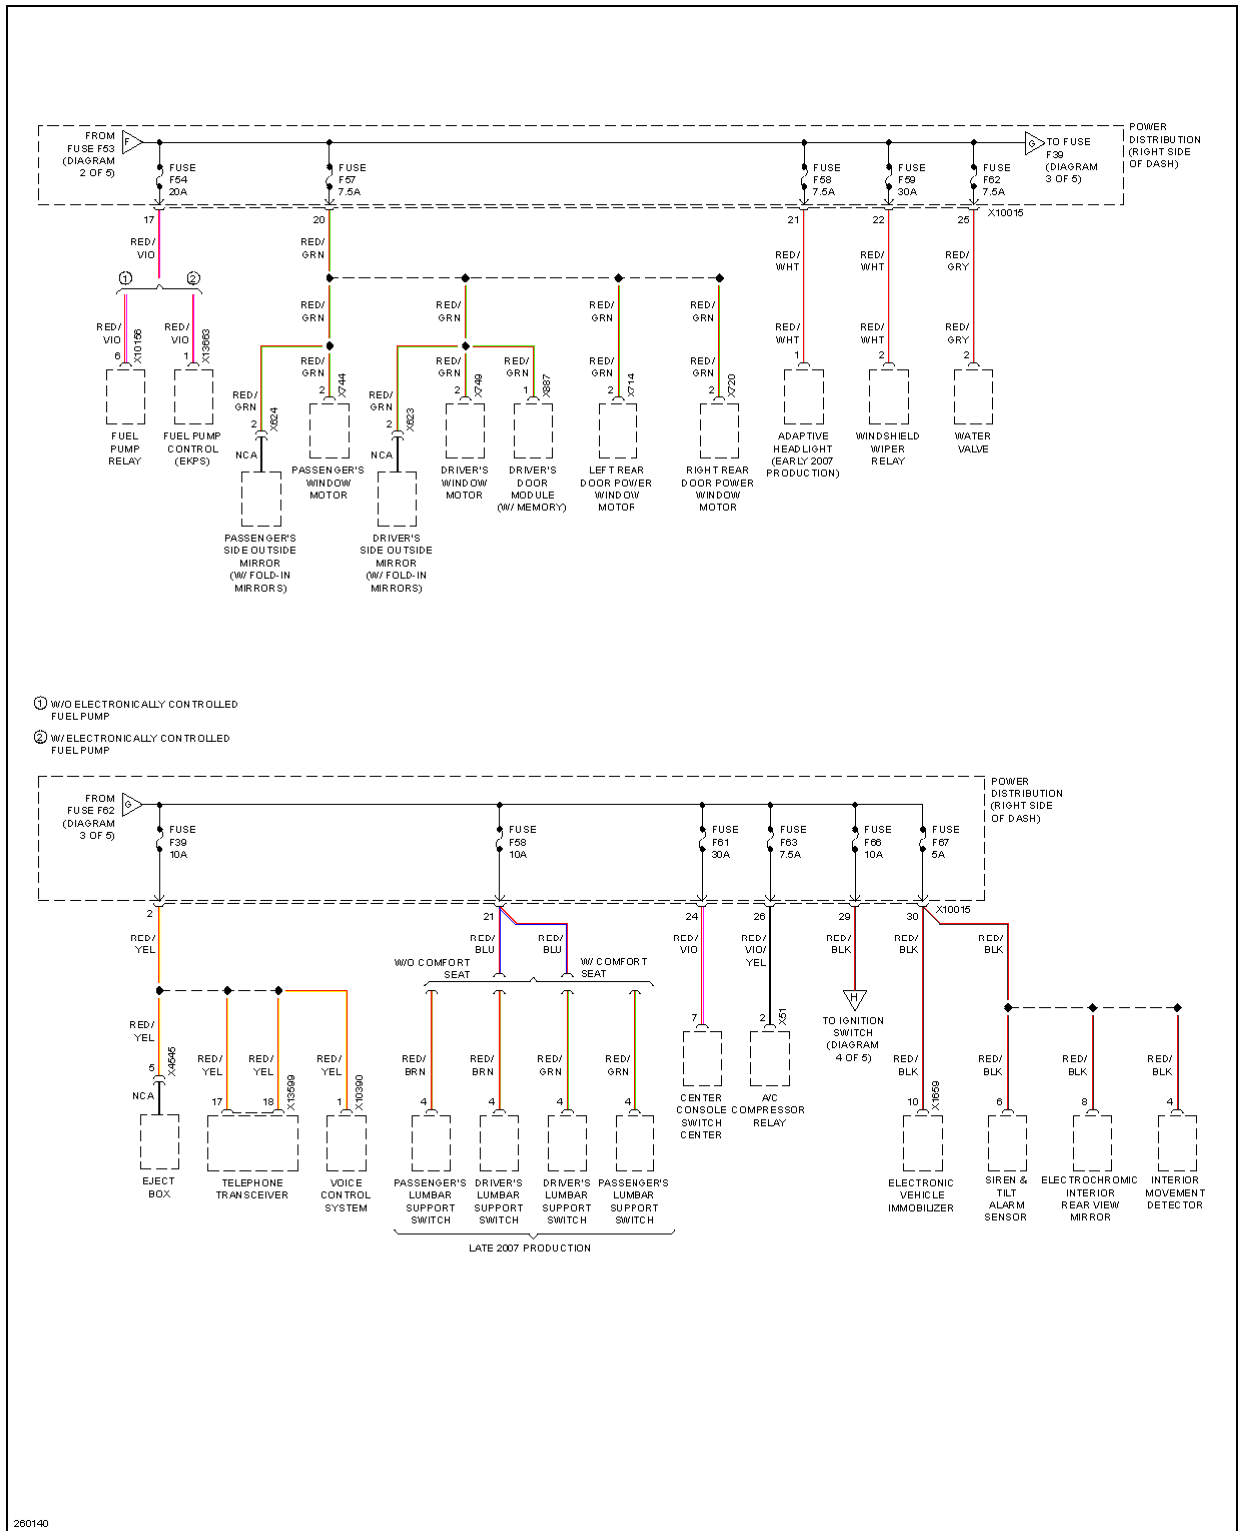 FROM
FUSE F53
(DIAGRAM
2 OF 5)
F
FUSE
F54
20A
FUSE
F57
7.5A
FUSE
F58
7.5A
FUSE
F59
30A
FUSE
F62
7.5A
G
TO FUSE
F39
(DIAGRAM
3 OF 5)
POWER
DISTRIBUTION
(RIGHT SIDE
OF DASH)
17
20
21
22
25
X10015
RED/
VIO
RED/
GRN
RED/
WHT
RED/
WHT
RED/
GRY
1
2
RED/
GRN
RED/
GRN
RED/
GRN
RED/
GRN
RED/
VIO
6
X10156
RED/
VIO
1
X13663
RED/
WHT
1
RED/
WHT
2
RED/
GRY
2
RED/
GRN
2
X624
RED/
GRN
2
X744
RED/
GRN
2
X623
RED/
GRN
2
X749
RED/
GRN
1
X887
2
X714
2
X720
NCA
NCA
FUEL
PUMP
RELAY
FUEL PUMP
CONTROL
(EKPS)
PASSENGER'S
WINDOW
MOTOR
DRIVER'S
WINDOW
MOTOR
DRIVER'S
DOOR
MODULE
(W/ MEMORY)
LEFT REAR
DOOR POWER
WINDOW
MOTOR
RIGHT REAR
DOOR POWER
WINDOW
MOTOR
ADAPTIVE
HEADLIGHT
(EARLY 2007
PRODUCTION)
WINDSHIELD
WIPER
RELAY
WATER
VALVE
PASSENGER'S
SIDE OUTSIDE
MIRROR
(W/ FOLD-IN
MIRRORS)
DRIVER'S
SIDE OUTSIDE
MIRROR
(W/ FOLD-IN
MIRRORS)
1 W/O ELECTRONICALLY CONTROLLED
FUEL PUMP
2 W/ ELECTRONICALLY CONTROLLED
FUEL PUMP
FROM
FUSE F62
(DIAGRAM
3 OF 5)
G
FUSE
F39
10A
FUSE
F58
10A
FUSE
F61
30A
FUSE
F63
7.5A
FUSE
F66
10A
FUSE
F67
5A
POWER
DISTRIBUTION
(RIGHT SIDE
OF DASH)
2
21
24
26
29
30
X10015
RED/
YEL
RED/
BLU
RED/
BLU
RED/
VIO
RED/
VIO/
YEL
RED/
BLK
RED/
BLK
RED/
BLK
W/O COMFORT
SEAT
W/ COMFORT
SEAT
H
TO IGNITION
SWITCH
(DIAGRAM
4 OF 5)
RED/
YEL
5
X4545
NCA
RED/
YEL
17
RED/
YEL
18
X13599
RED/
YEL
1
X10390
RED/
BRN
4
RED/
BRN
4
RED/
GRN
4
RED/
GRN
4
7
2
X51
RED/
BLK
10
X1659
RED/
BLK
6
RED/
BLK
8
RED/
BLK
4
EJECT
BOX
TELEPHONE
TRANSCEIVER
VOICE
CONTROL
SYSTEM
PASSENGER'S
LUMBAR
SUPPORT
SWITCH
DRIVER'S
LUMBAR
SUPPORT
SWITCH
DRIVER'S
LUMBAR
SUPPORT
SWITCH
PASSENGER'S
LUMBAR
SUPPORT
SWITCH
LATE 2007 PRODUCTION
CENTER
CONSOLE
SWITCH
CENTER
A/C
COMPRESSOR
RELAY
ELECTRONIC
VEHICLE
IMMOBILIZER
SIREN &
TILT
ALARM
SENSOR
ELECTROCHROMIC
INTERIOR
REAR VIEW
MIRROR
INTERIOR
MOVEMENT
DETECTOR
260140